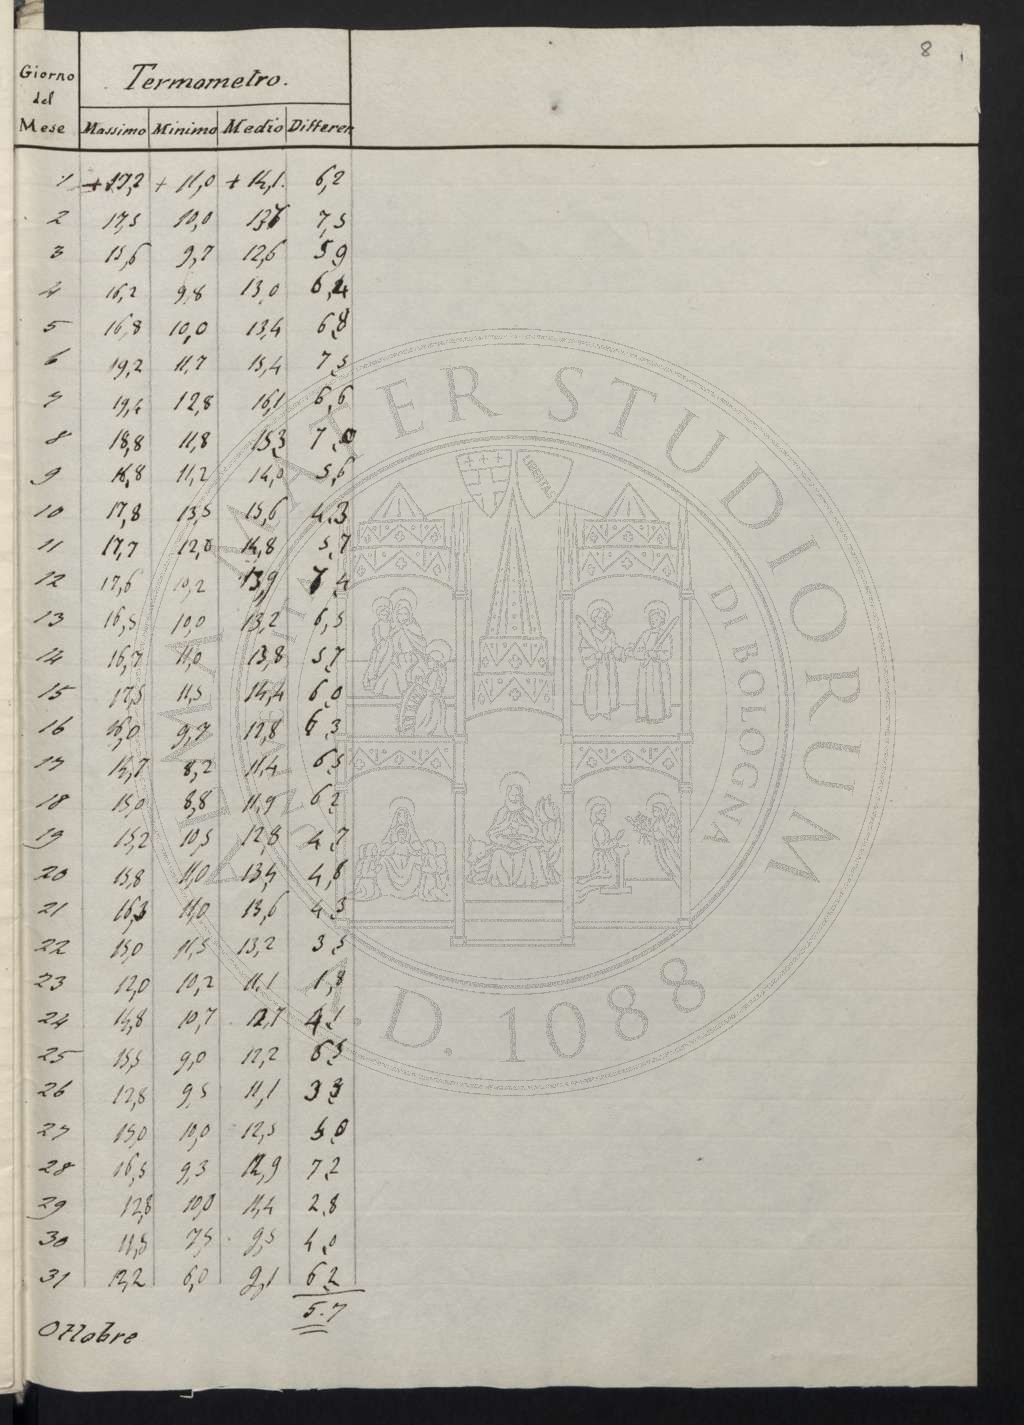 8
Giorno del Mese Termometro.
Massimo Minimo Medio Differen
1 + 17,2 + 11,0 + 14,1. 6,2
2 17,5 10,0 13,7 7,5
3 15,6 9,7 12,6 5 9
4 16,2 9,8 13,0 6,4
5 16,8 10,0 13,4 6,8
6 19,2 11,7 15,4 7,5
7 19,4 12,8 16,1 6,6
8 18,8 11,8 15,3 7,0
9 16,8 11,2 14,0 5,6
10 17,8 13,5 15,6 4,3
11 17,7 12,0 14,8 5,7
12 17,6 10,2 13,9 7,4
13 16,5 10,0 13,2 6,5
14 16,7 11,0 13,8 5,7
15 17,5 11,5 14,4 6,0
16 16,0 9,7 12,8 6,3
17 14,7 8,2 11,4 6,5
18 15,0 8,8 11,9 6,2
19 15,2 10,5 12,8 4,7
20 15,8 11,0 13,4 4,8
21 16,3 11,0 13,6 4,3
22 15,0 11,5 13,2 3,5
23 12,0 10,2 11,1 1,8
24 14,8 10,7 12,7 4,1
25 15,5 9,0 12,2 6,5
26 12,8 9,5 11,1 3,3
27 15,0 10,0 12,5 5,0
28 16,5 9,3 12,9 7,2
29 12,8 10,0 11,4 2,8
30 11,5 7,5 9,5 4,0
31 12,2 6,0 9,1 6,2
5.7
Ottobre
ALMA MATER STUDIORUM
A.D. 1088
DI BOLOGNA
LIBERTAS